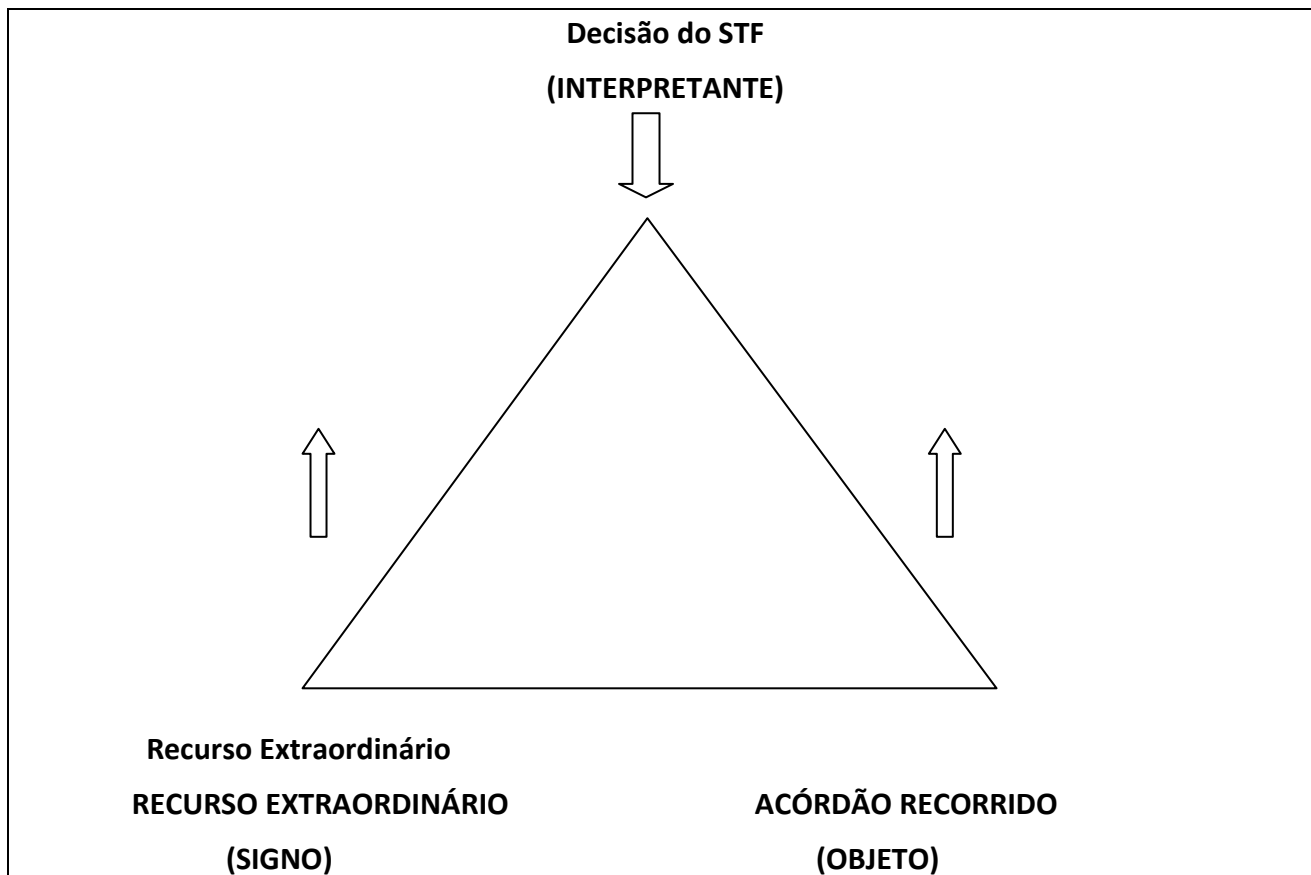 Decisão do STF
(INTERPRETANTE)
Recurso Extraordinário
RECURSO EXTRAORDINÁRIO
ACÓRDÃO RECORRIDO
(SIGNO)
(OBJETO)